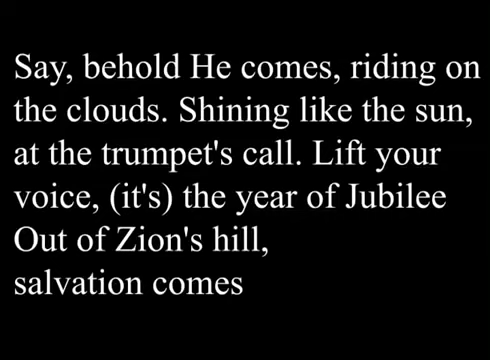 Say, behold He comes, riding on
the clouds. Shining like the sun,
at the trumpet's call. Lift your
voice, (it's) the year of Jubilee
Out of Zion's hill,
salvation comes